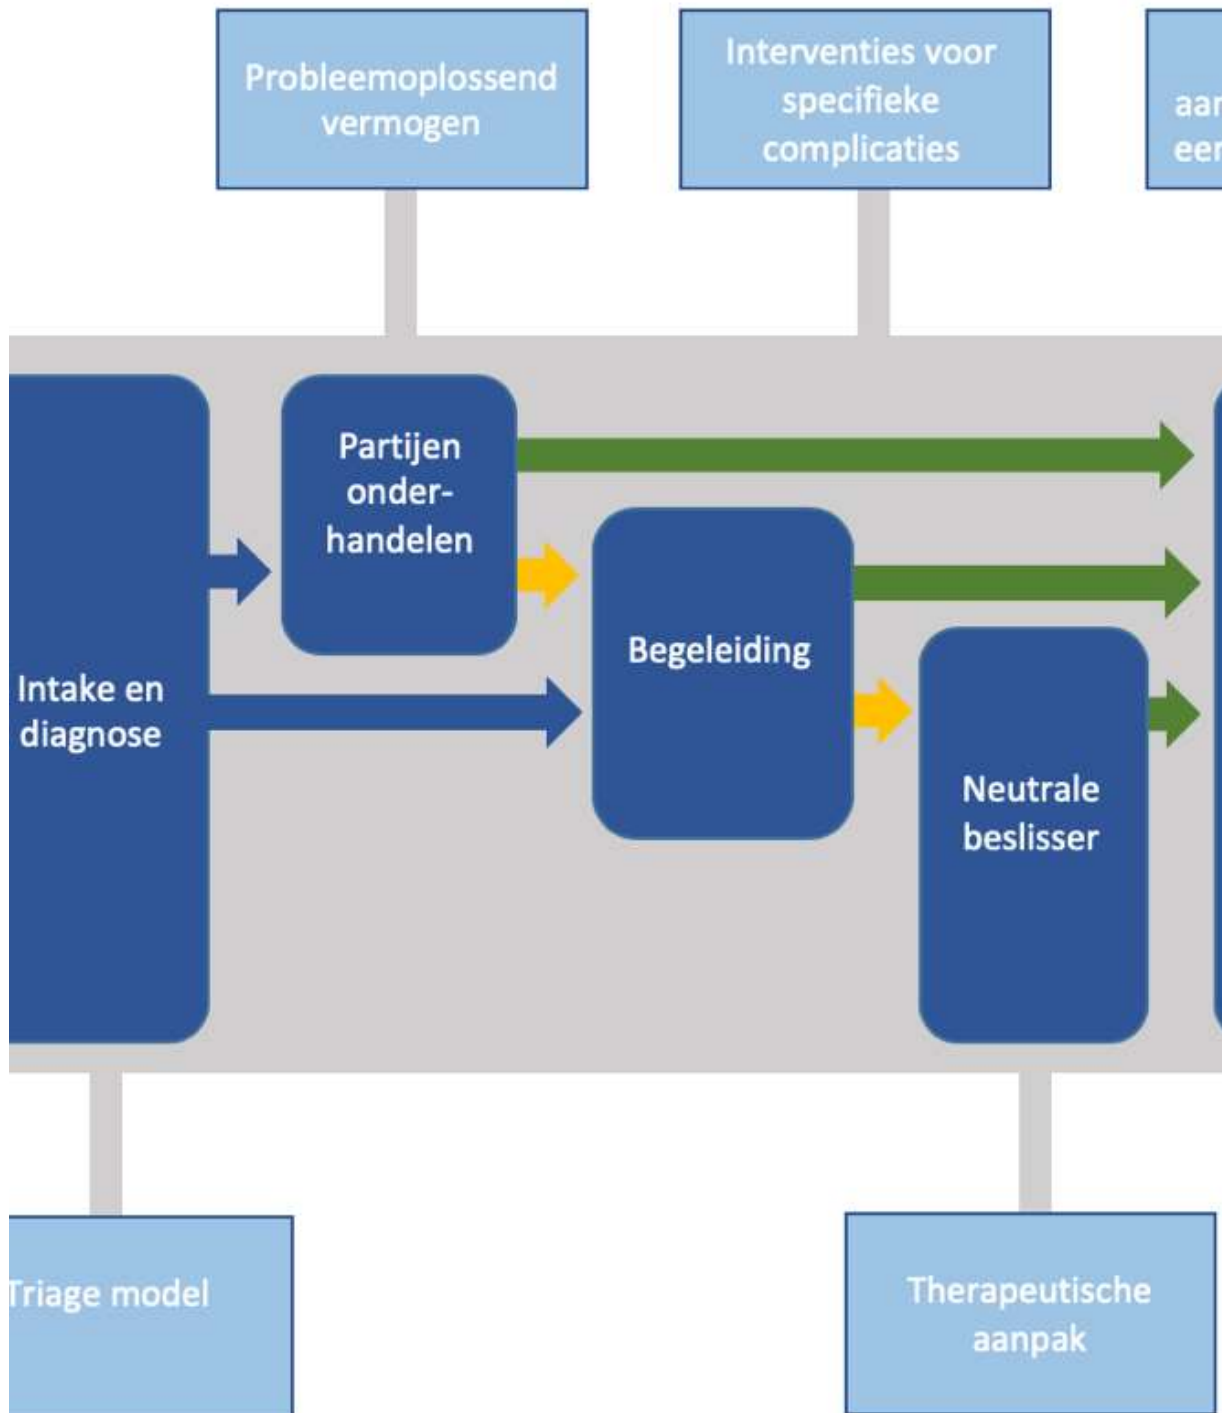 Probleemoplossend
vermogen
Interventies voor
specifieke
complicaties
Partijen
onder-
handelen
Begeleiding
Intake en
diagnose
Neutrale
beslisser
Triage model
Therapeutische
aanpak